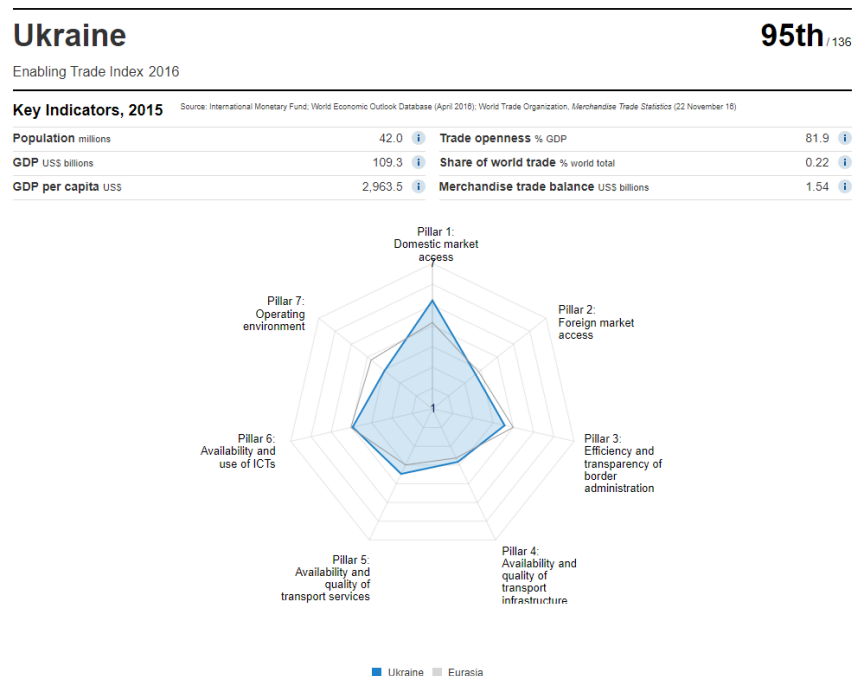 Ukraine
95th / 136
Enabling Trade Index 2016
Key Indicators, 2015 Source: International Monetary Fund; World Economic Outlook Database (April 2016); World Trade Organization, Merchandise Trade Statistics (22 November 16)
Population millions 42.0 i Trade openness % GDP 81.9 i
GDP US$ billions 109.3 i Share of world trade % world total 0.22 i
GDP per capita US$ 2,963.5 i Merchandise trade balance US$ billions 1.54 i
Pillar 1:
Domestic market
access
7
Pillar 2:
Foreign market
access
Pillar 3:
Efficiency and
transparency of
border
administration
Pillar 4:
Availability and
quality of
transport
infrastructure
Pillar 5:
Availability and
quality of
transport services
Pillar 6:
Availability and
use of ICTs
Pillar 7:
Operating
environment
1
Ukraine Eurasia